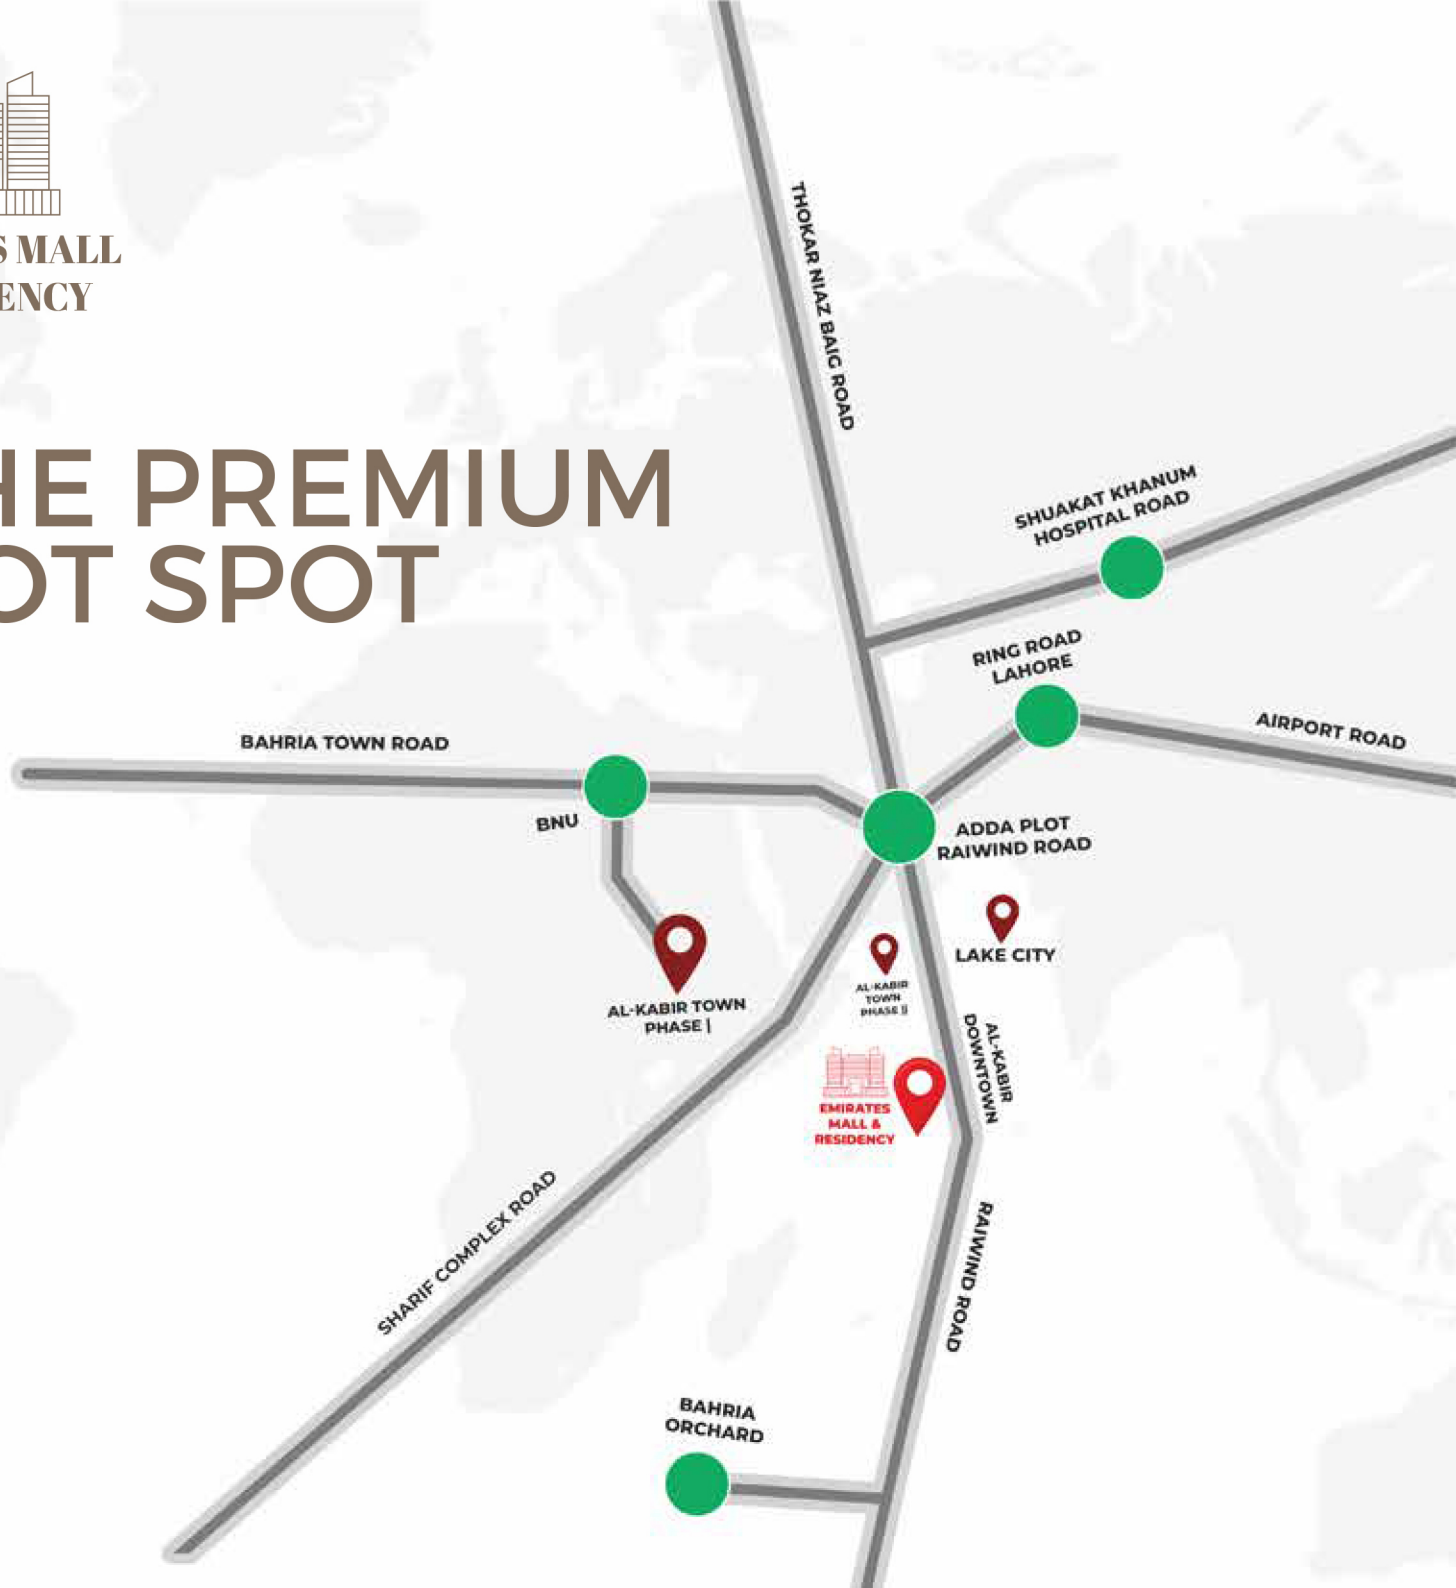 S MALL
ENCY
HE PREMIUM
OT SPOT
THOKAR NIAZ BAIG ROAD
SHUAKAT KHANUM
HOSPITAL ROAD
RING ROAD
LAHORE
AIRPORT ROAD
BAHRIA TOWN ROAD
BNU
ADDA PLOT
RAIWIND ROAD
LAKE CITY
AL-KABIR
TOWN
PHASE ||
AL-KABIR TOWN
PHASE |
AL-KABIR
DOWNTOWN
EMIRATES
MALL &
RESIDENCY
SHARIF COMPLEX ROAD
RAIWIND ROAD
BAHRIA
ORCHARD